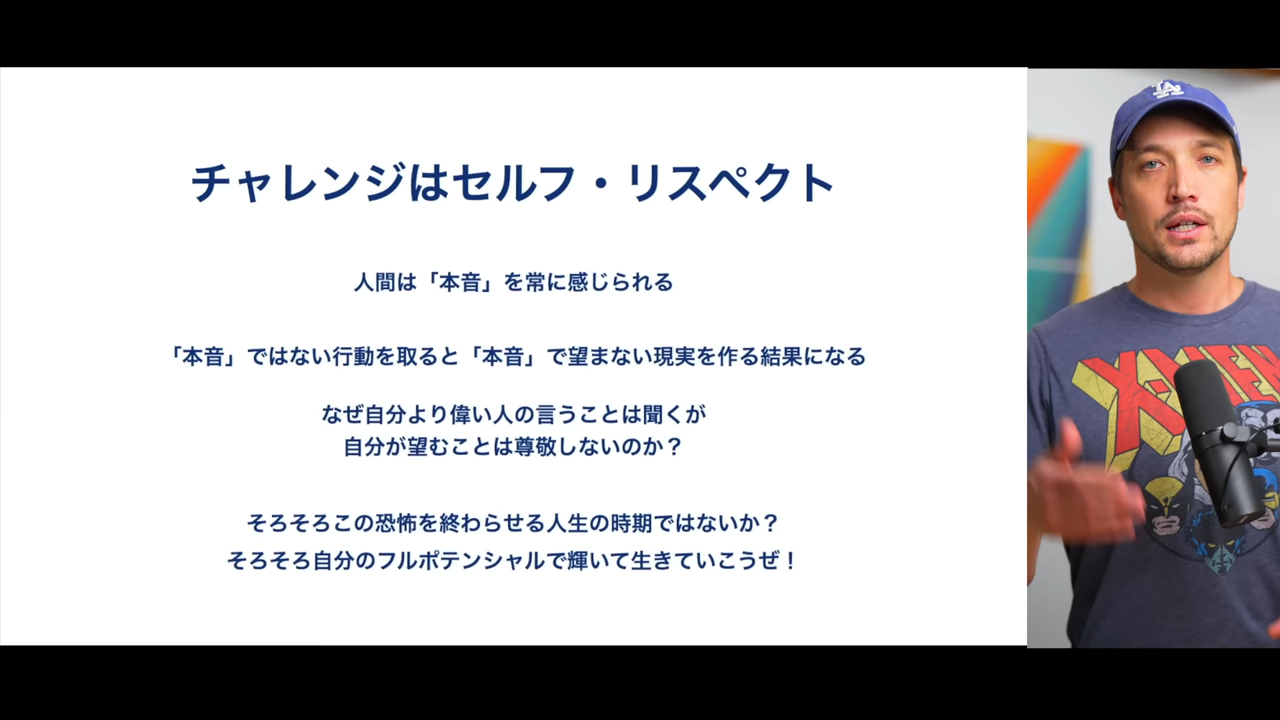 チャレンジはセルフ・リスペクト
人間は「本音」を常に感じられる
「本音」ではない行動を取ると「本音」で望まない現実を作る結果になる
なぜ自分より偉い人の言うことは聞くが
自分が望むことは尊敬しないのか？
そろそろこの恐怖を終わらせる人生の時期ではないか？
そろそろ自分のフルポテンシャルで輝いて生きていこうぜ！
LA
X-MEN